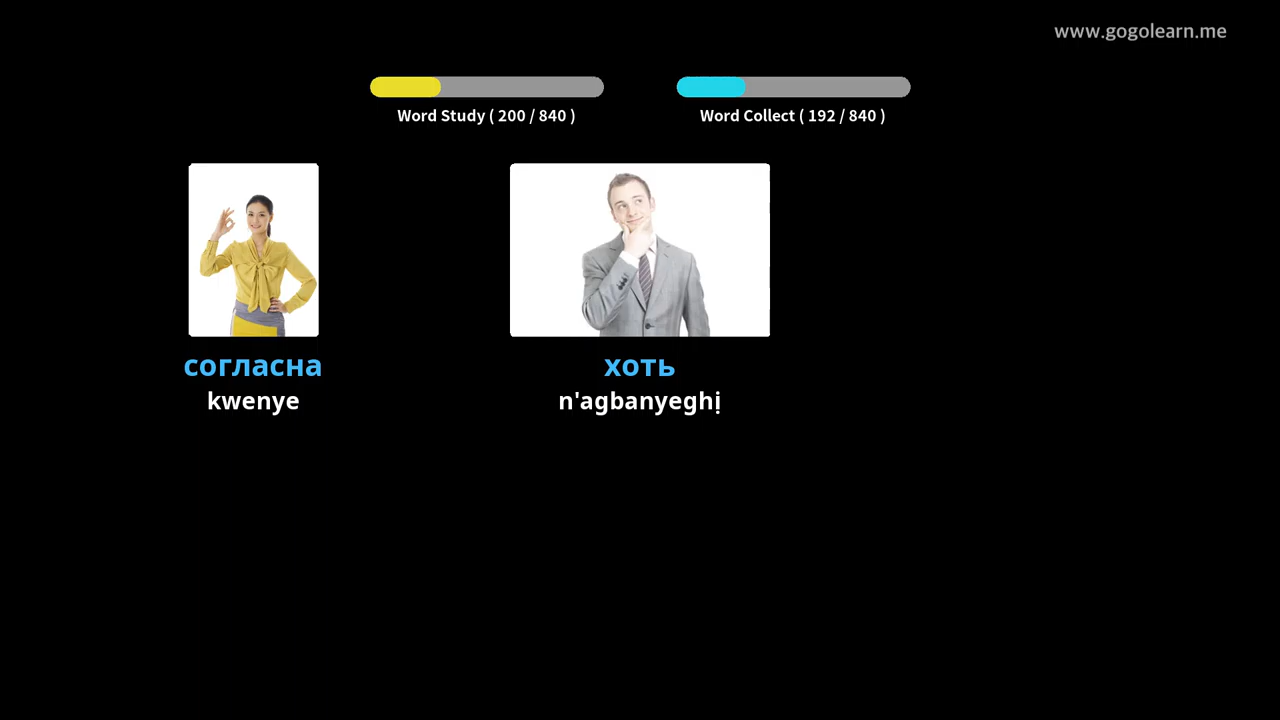 www.gogolearn.me
Word Study ( 200 / 840 )
Word Collect ( 192 / 840 )
согласна
kwenye
хоть
n'agbanyeghị